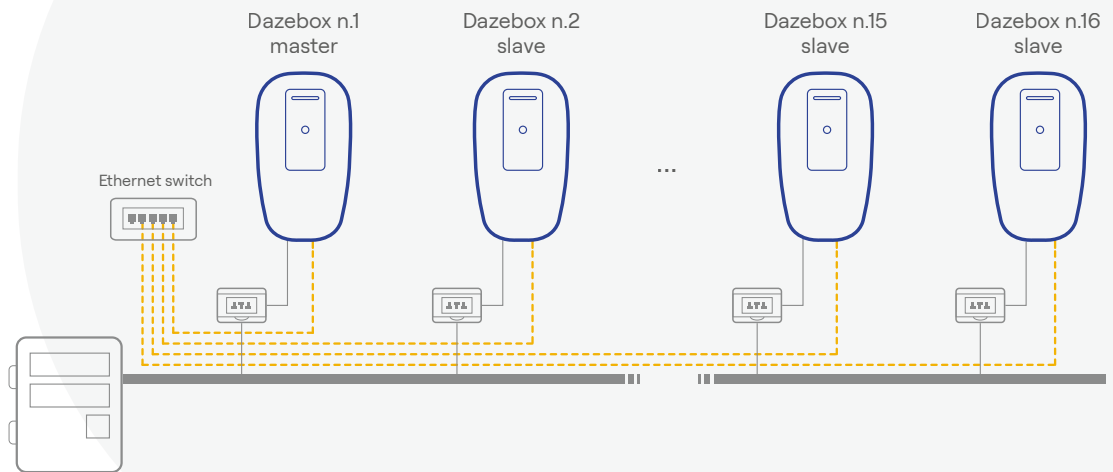 Dazebox n.1
master
Dazebox n.2
slave
Dazebox n.15
slave
Dazebox n.16
slave
...
Ethernet switch